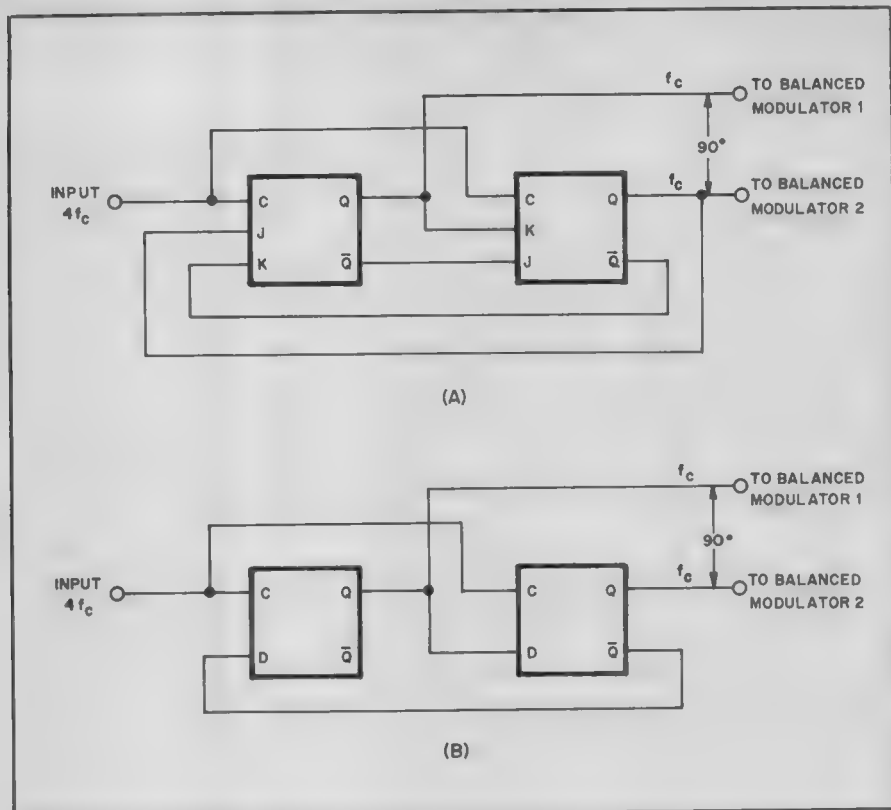 f_c
TO BALANCED
MODULATOR 1
90°
INPUT
4f_c
C
Q
C
Q
f_c
TO BALANCED
MODULATOR 2
J
K
K
Q̅
J
Q̅
(A)
f_c
TO BALANCED
MODULATOR 1
90°
INPUT
4f_c
C
Q
C
Q
f_c
TO BALANCED
MODULATOR 2
D
Q̅
D
Q̅
(B)